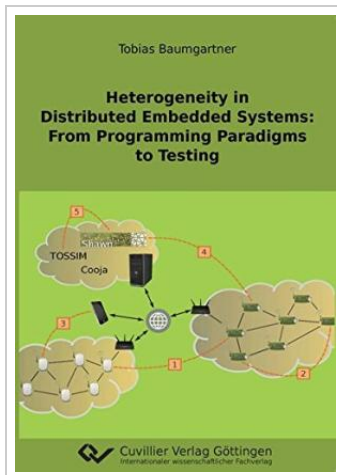 Tobias Baumgartner
Heterogeneity in
Distributed Embedded Systems:
From Programming Paradigms
to Testing
5
Shawn
TOSSIM
Cooja
4
3
1
2
Cuvillier Verlag Göttingen
Internationaler wissenschaftlicher Fachverlag